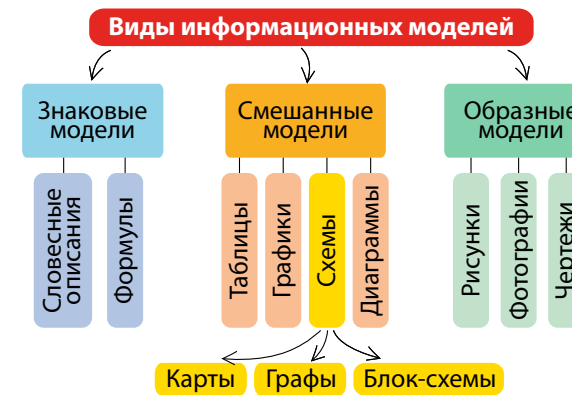 Виды информационных моделей
Знаковые
модели
Смешанные
модели
Образные
модели
Словесные
описания
Формулы
Таблицы
Графики
Схемы
Диаграммы
Рисунки
Фотографии
Чертежи
Карты
Графы
Блок-схемы